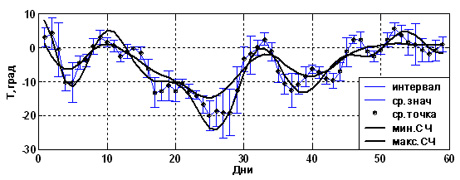 10
0
-10
-20
-30
Т,град
0 10 20 30 40 50 60
Дни
интервал
ср.знач
ср.точка
мин.СЧ
макс.СЧ